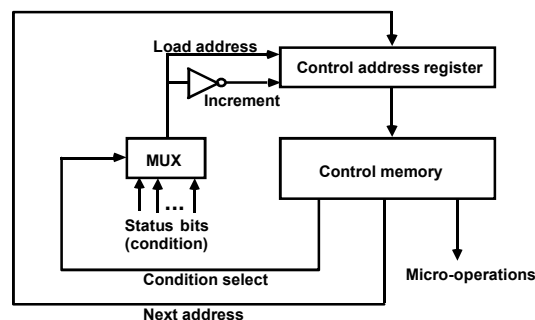 Load address
Control address register
Increment
MUX
Control memory
...
Status bits
(condition)
Micro-operations
Condition select
Next address